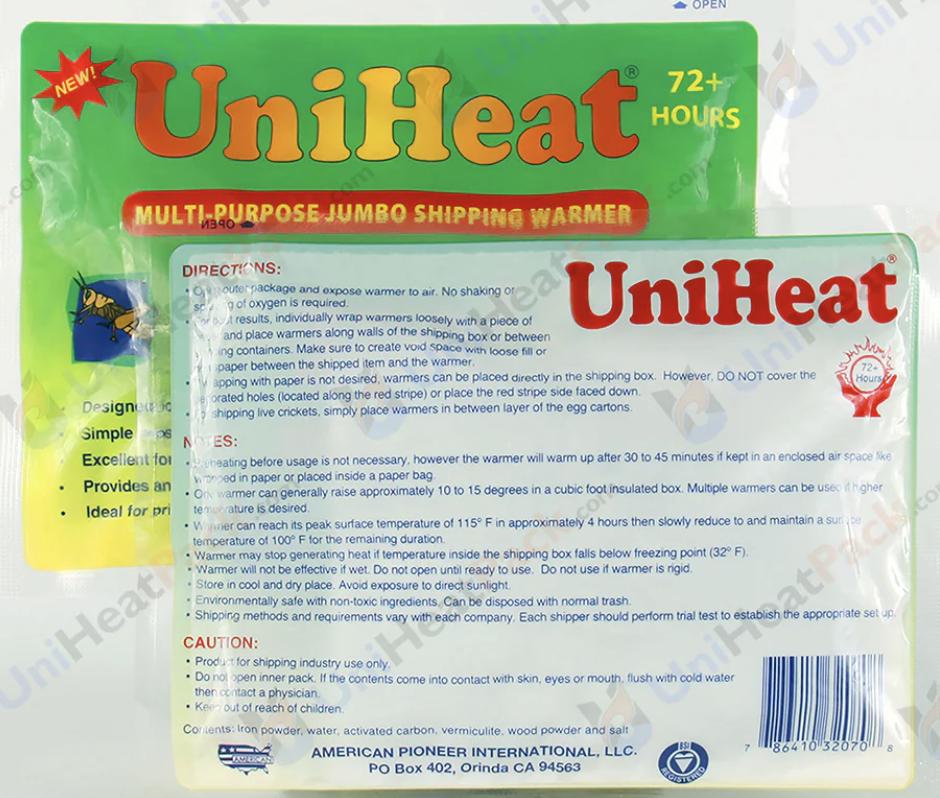 OPEN
NEW!
UniHeat®
72+
HOURS
MULTI-PURPOSE JUMBO SHIPPING WARMER
OPEN
Simple
Excellent for
Provides an
Ideal for pri
UniHeat®
72+
Hours
DIRECTIONS:
• outer package and expose warmer to air. No shaking or
of oxygen is required.
• results, individually wrap warmers loosely with a piece of
and place warmers along walls of the shipping box or between
containers. Make sure to create void space with loose fill or
paper between the shipped item and the warmer.
• with paper is not desired, warmers can be placed directly in the shipping box. However, DO NOT cover the
holes (located along the red stripe) or place the red stripe side faced down.
• shipping live crickets, simply place warmers in between layer of the egg cartons.
NOTES:
• Preheating before usage is not necessary, however the warmer will warm up after 30 to 45 minutes if kept in an enclosed air space like
wrapped in paper or placed inside a paper bag.
• One warmer can generally raise approximately 10 to 15 degrees in a cubic foot insulated box. Multiple warmers can be used if higher
temperature is desired.
• Warmer can reach its peak surface temperature of 115° F in approximately 4 hours then slowly reduce to and maintain a surface
temperature of 100° F for the remaining duration.
• Warmer may stop generating heat if temperature inside the shipping box falls below freezing point (32° F).
• Warmer will not be effective if wet. Do not open until ready to use. Do not use if warmer is rigid.
• Store in cool and dry place. Avoid exposure to direct sunlight.
• Environmentally safe with non-toxic ingredients. Can be disposed with normal trash.
• Shipping methods and requirements vary with each company. Each shipper should perform trial test to establish the appropriate set up.
CAUTION:
• Product for shipping industry use only.
• Do not open inner pack. If the contents come into contact with skin, eyes or mouth, flush with cold water
then contact a physician.
• Keep out of reach of children.
Contents: Iron powder, water, activated carbon, vermiculite, wood powder and salt
AMERICAN
AMERICAN PIONEER INTERNATIONAL, LLC.
PO Box 402, Orinda CA 94563
BSI
REGISTERED
7 86410 32070 8
UniHeatPack.com